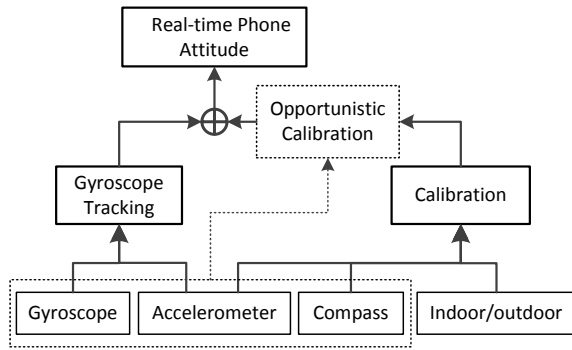 Real-time Phone
Attitude
Opportunistic
Calibration
Gyroscope
Tracking
Calibration
Gyroscope
Accelerometer
Compass
Indoor/outdoor